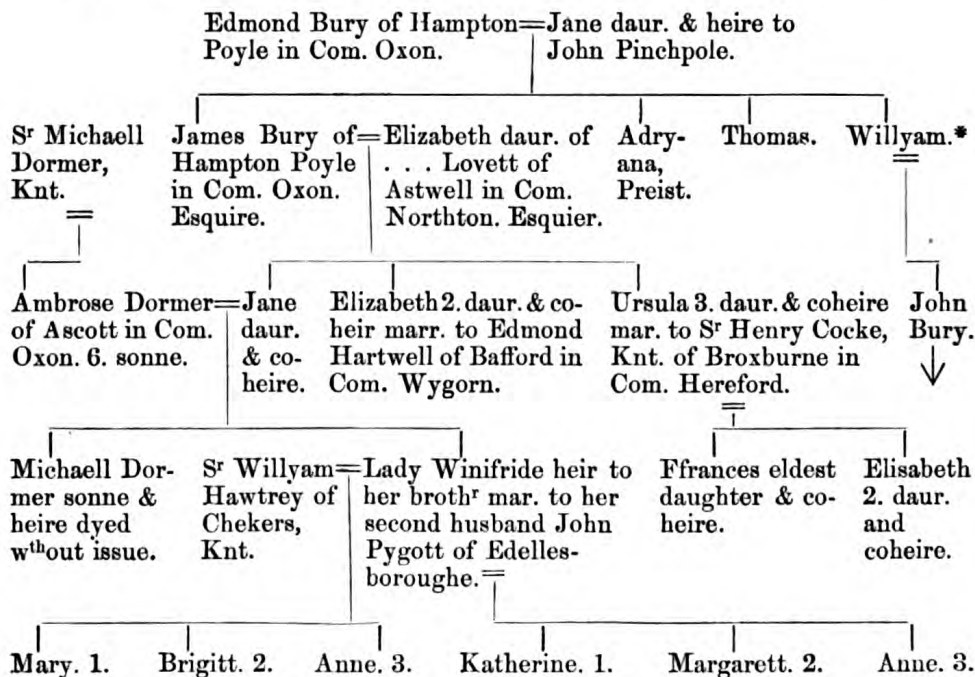 Edmond Bury of Hampton=Jane daur. & heire to
Poyle in Com. Oxon. John Pinchpole.
Sr Michaell Dormer, Knt. =
James Bury of=Elizabeth daur. of
Hampton Poyle . . . Lovett of
in Com. Oxon. Astwell in Com.
Esquire. Northton. Esquier.
Adry-
ana,
Preist.
Thomas.
Willyam.*
=
Ambrose Dormer=Jane
of Ascott in Com. daur.
Oxon. 6. sonne. & co-
heire.
Elizabeth 2. daur. & co-
heir marr. to Edmond
Hartwell of Bafford in
Com. Wygorn.
Ursula 3. daur. & coheire
mar. to Sr Henry Cocke,
Knt. of Broxburne in
Com. Hereford.
=
John
Bury.
Michaell Dor-
mer sonne &
heire dyed
wthout issue.
Sr Willyam=Lady Winifride heir to
Hawtrey of her brothr mar. to her
Chekers, second husband John
Knt. Pygott of Edelles-
boroughe.=
Ffrances eldest
daughter & co-
heire.
Elisabeth
2. daur.
and
coheire.
Mary. 1. Brigitt. 2. Anne. 3. Katherine. 1. Margarett. 2. Anne. 3.